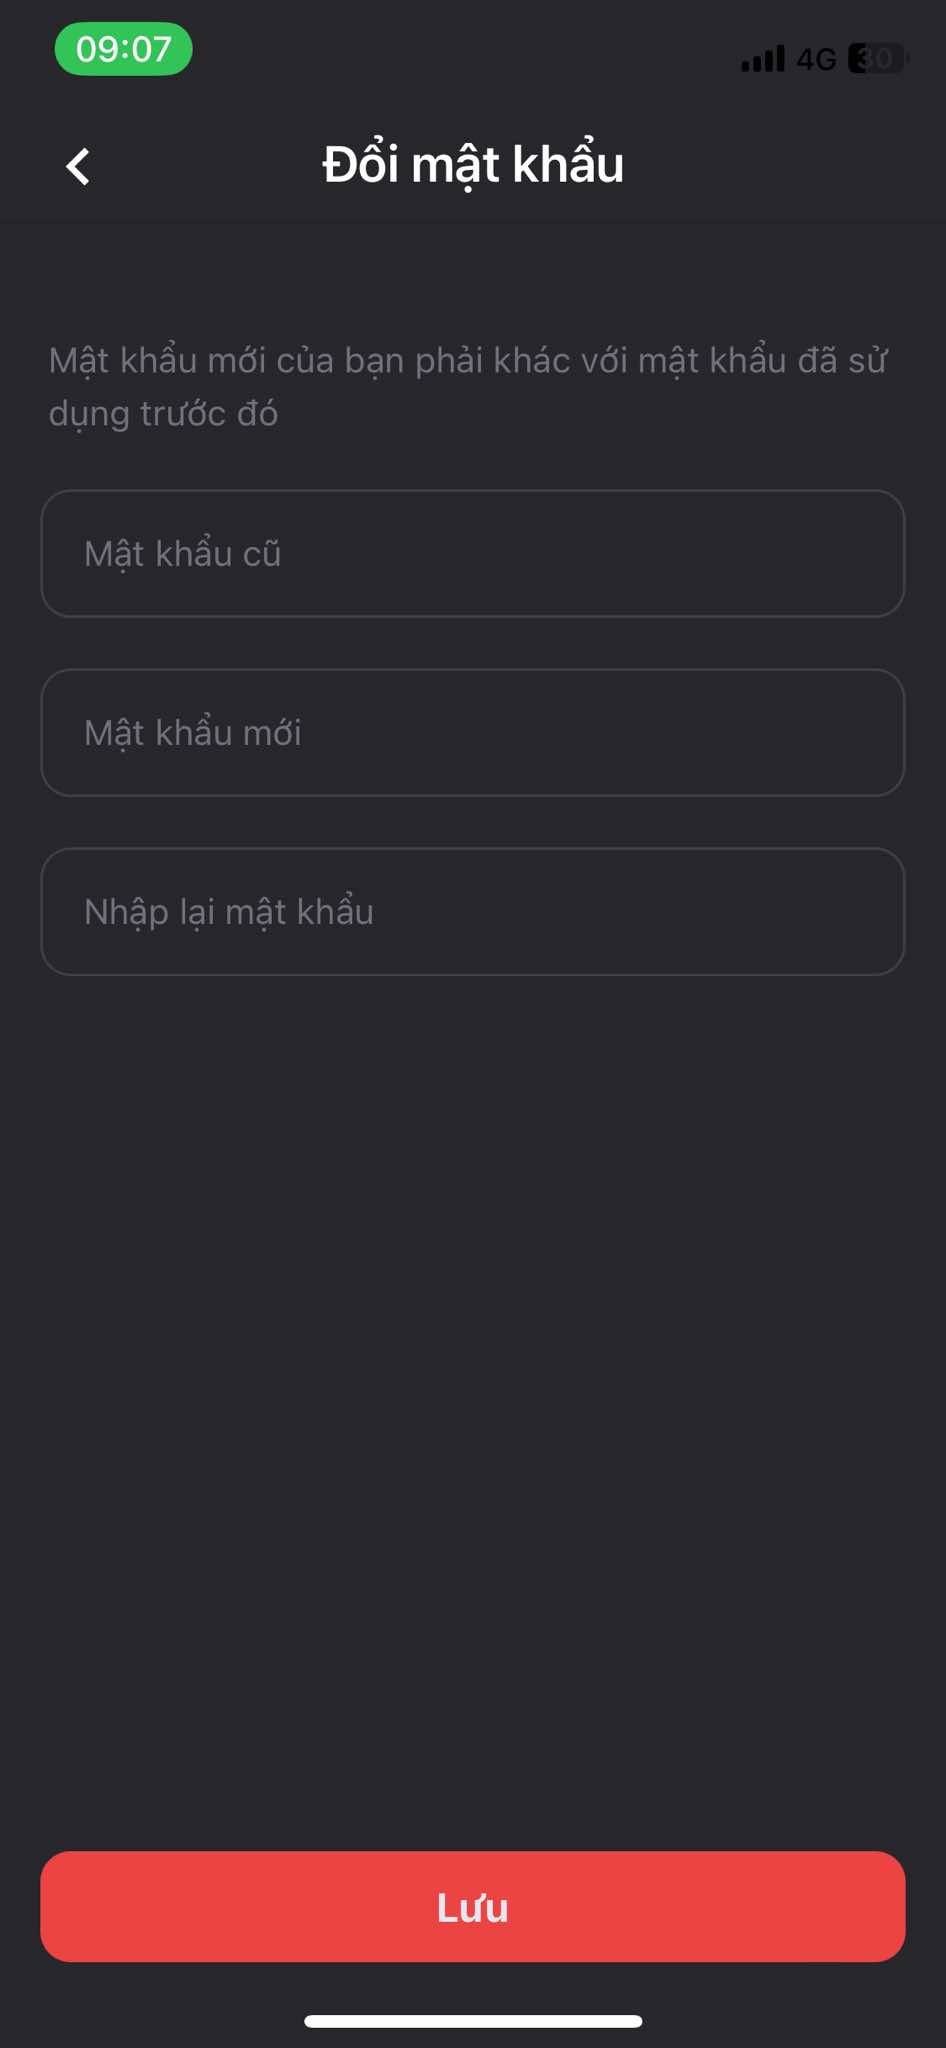 09:07
4G 30
Đổi mật khẩu
Mật khẩu mới của bạn phải khác với mật khẩu đã sử
dụng trước đó
Mật khẩu cũ
Mật khẩu mới
Nhập lại mật khẩu
Lưu